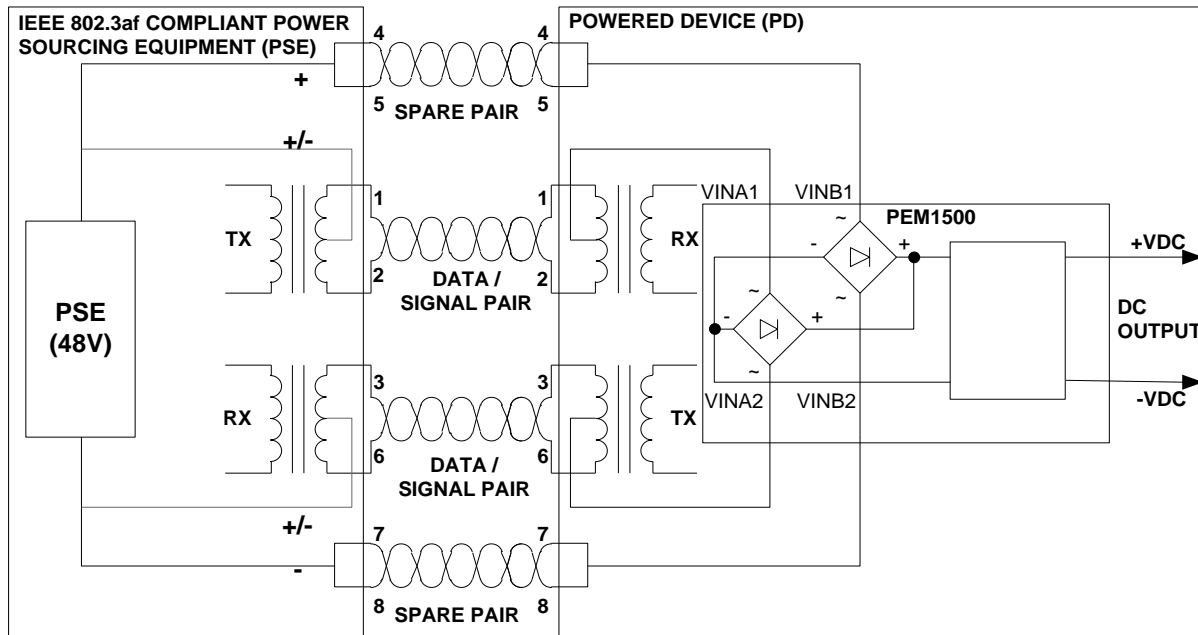 IEEE 802.3af COMPLIANT POWER
SOURCING EQUIPMENT (PSE)
POWERED DEVICE (PD)
4
4
+
5
5
SPARE PAIR
+/-
1
1
VINA1
VINB1
PEM1500
~
TX
RX
-
+
+VDC
2
2
DATA /
SIGNAL PAIR
~
~
PSE
(48V)
-
+
DC
OUTPUT
~
3
3
VINA2
VINB2
-VDC
RX
TX
6
6
DATA /
SIGNAL PAIR
+/-
7
7
-
8
8
SPARE PAIR